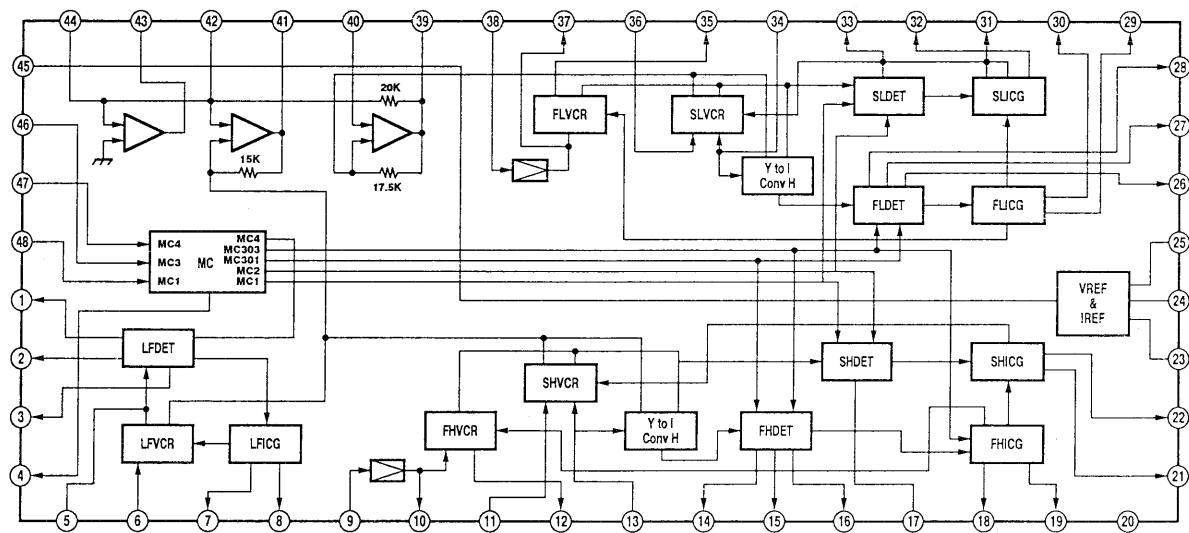 44 43 42 41 40 39 38 37 36 35 34 33 32 31 30 29
45
28
20K
FLVCR
SLVCR
SLDET
SLICG
46
27
15K
17.5K
Y to I
Conv H
47
26
FLDET
FLICG
48
25
MC4
MC4
MC303
MC3
MC
MC301
MC2
MC1
MC1
1
24
VREF
&
IREF
LFDET
2
23
SHDET
SHICG
SHVCR
3
22
LFVCR
LFICG
FHVCR
Y to I
Conv H
FHDET
FHICG
4
21
5 6 7 8 9 10 11 12 13 14 15 16 17 18 19 20